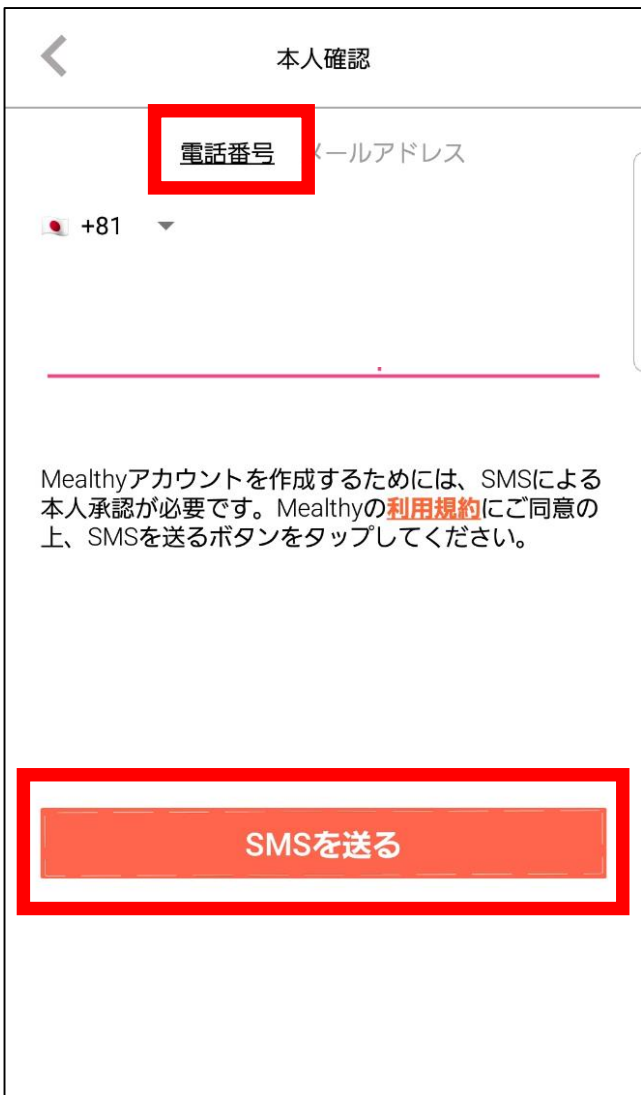 本人確認
電話番号 ールアドレス
+81
Mealthyアカウントを作成するためには、SMSによる
本人承認が必要です。Mealthyの利用規約にご同意の
上、SMSを送るボタンをタップしてください。
SMSを送る